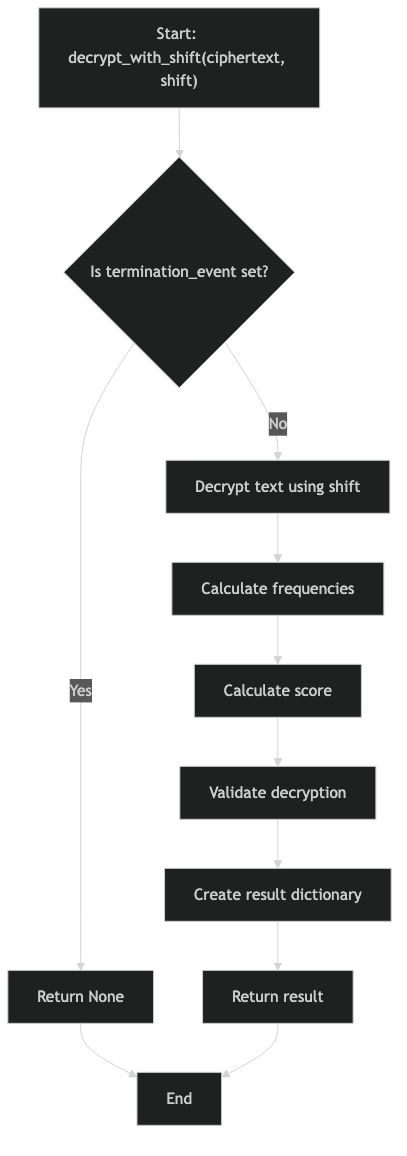 Start:
decrypt_with_shift(ciphertext,
shift)
Is termination_event set?
No
Decrypt text using shift
Calculate frequencies
Calculate score
Yes
Validate decryption
Create result dictionary
Return None
Return result
End